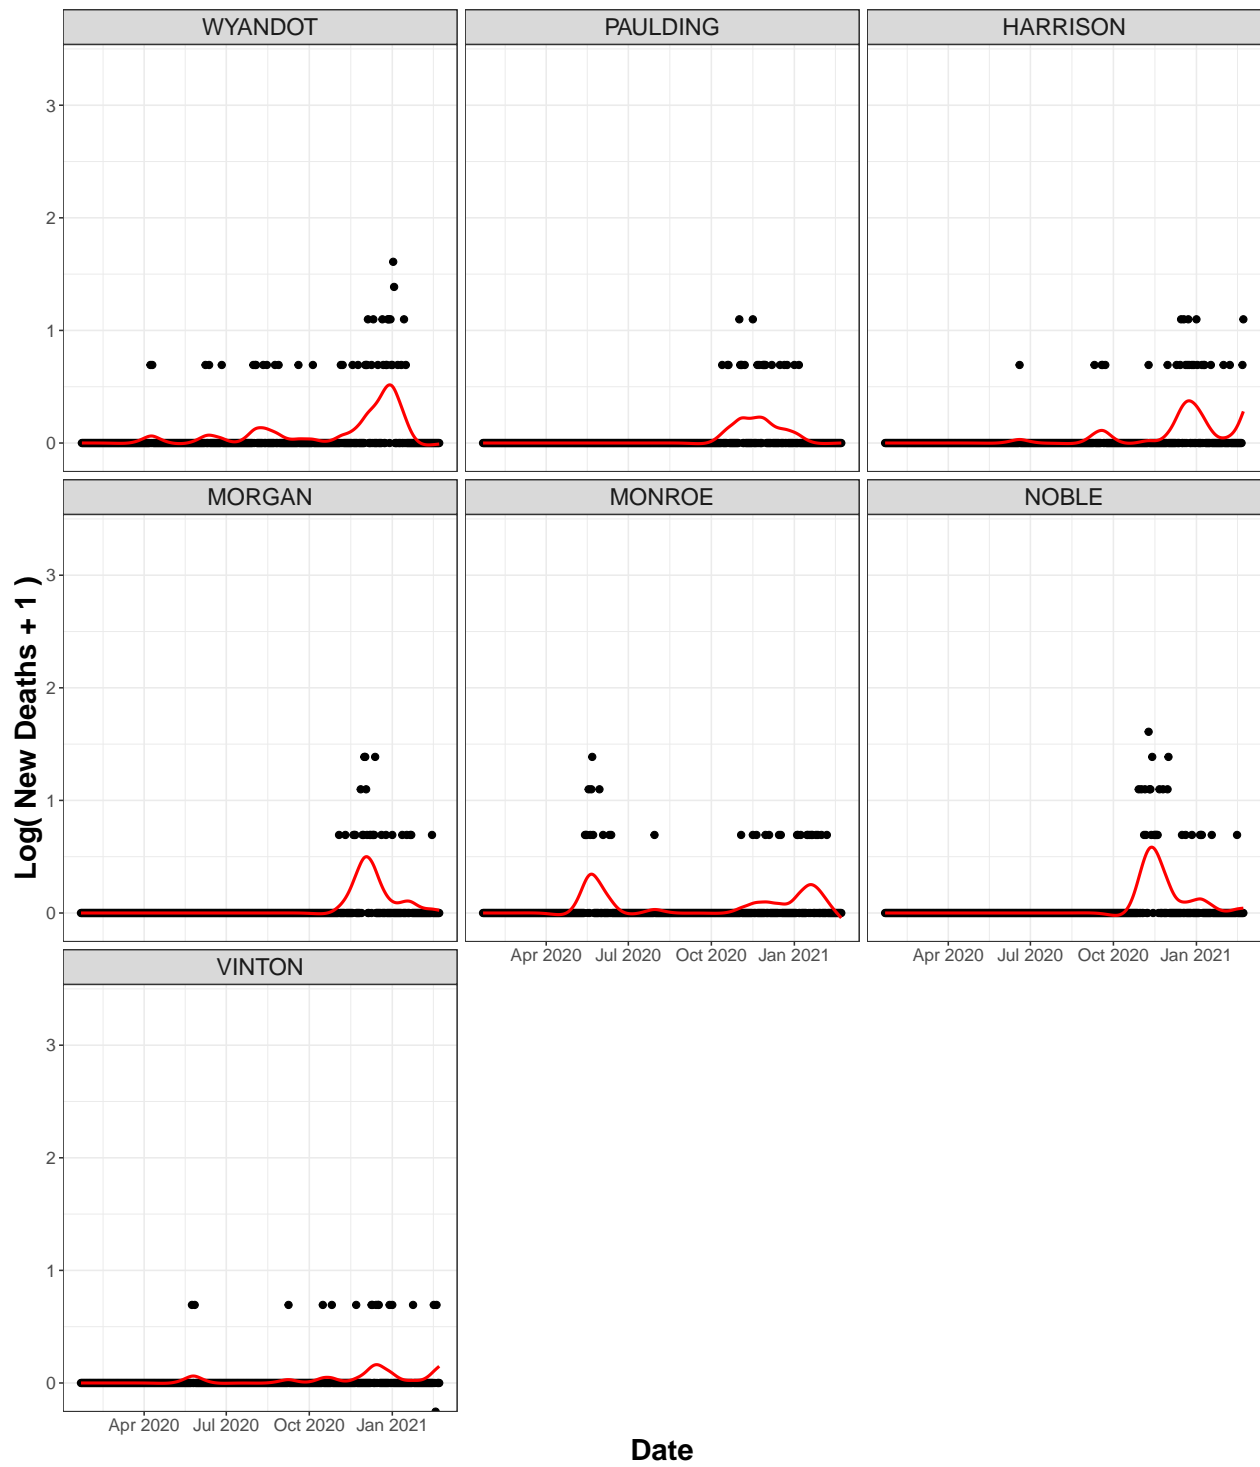 WYANDOT PAULDING HARRISON
3
2
1
0
MORGAN MONROE NOBLE
3
2
1
0
Apr 2020 Jul 2020 Oct 2020 Jan 2021 Apr 2020 Jul 2020 Oct 2020 Jan 2021
VINTON
3
2
1
0
Apr 2020 Jul 2020 Oct 2020 Jan 2021
Log( New Deaths + 1 )
Date